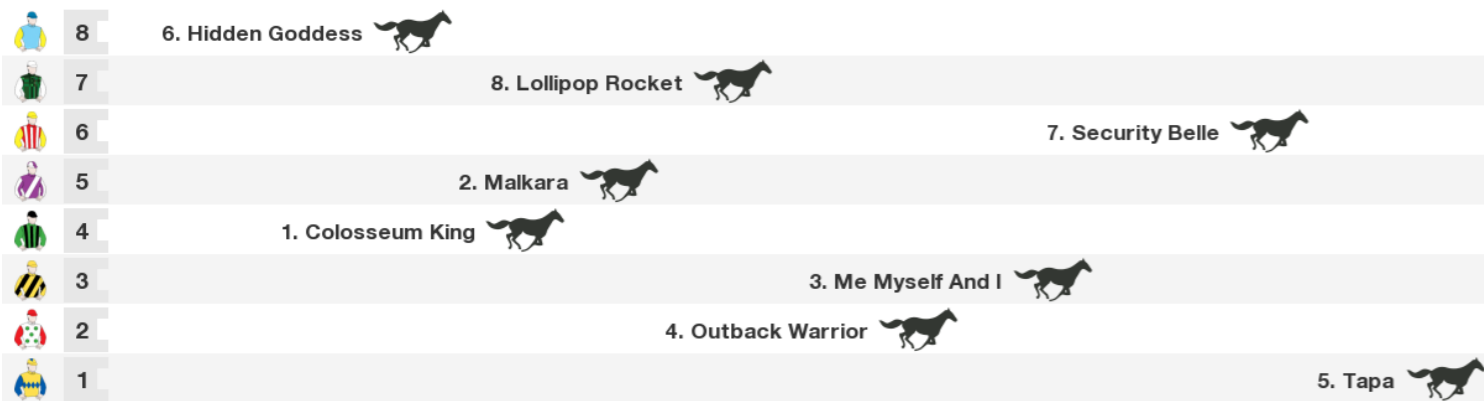 8 6. Hidden Goddess
7 8. Lollipop Rocket
6 7. Security Belle
5 2. Malkara
4 1. Colosseum King
3 3. Me Myself And I
2 4. Outback Warrior
1 5. Tapa